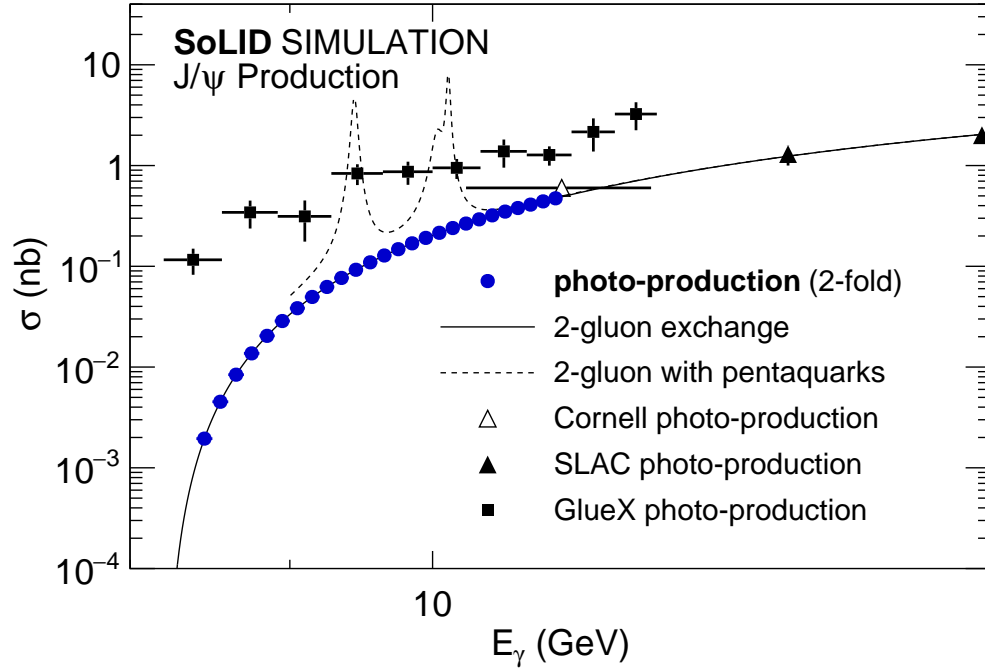 SoLID SIMULATION
J/ψ Production
10
1
10⁻¹
10⁻²
10⁻³
10⁻⁴
σ (nb)
photo-production (2-fold)
2-gluon exchange
2-gluon with pentaquarks
Cornell photo-production
SLAC photo-production
GlueX photo-production
10
E_γ (GeV)